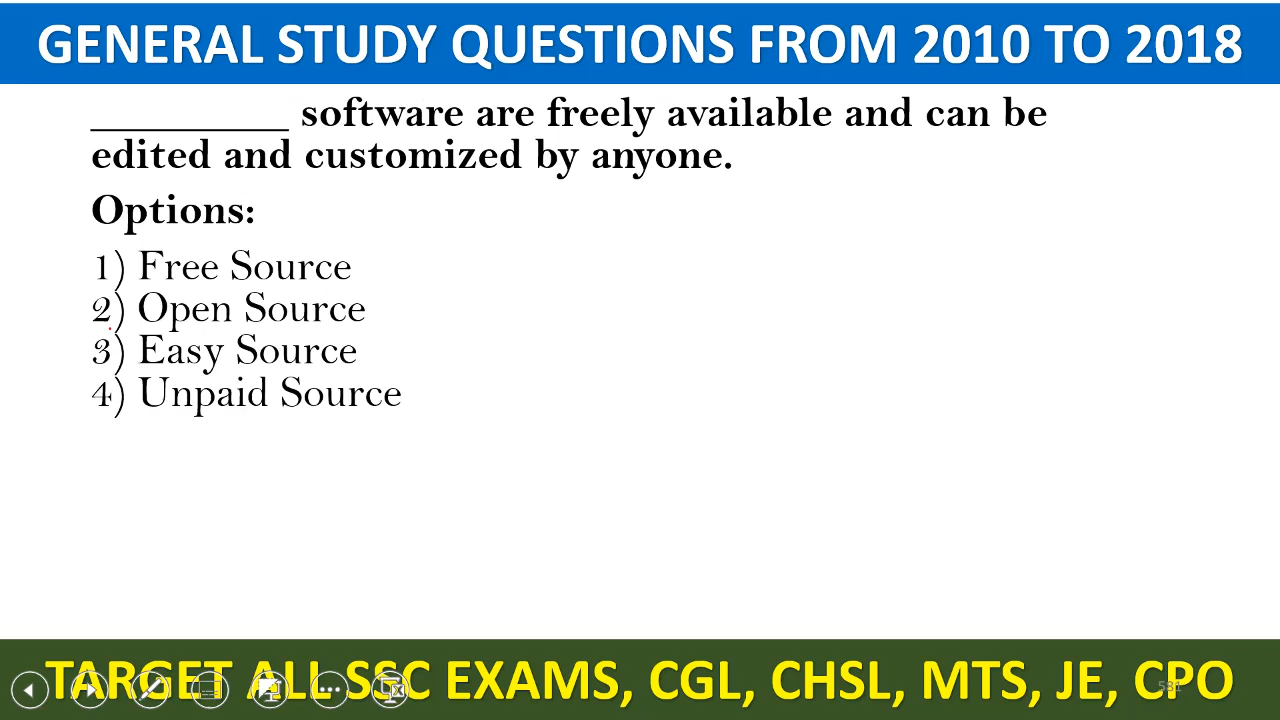 GENERAL STUDY QUESTIONS FROM 2010 TO 2018
_________ software are freely available and can be
edited and customized by anyone.
Options:
1) Free Source
2) Open Source
3) Easy Source
4) Unpaid Source
TARGET ALL SSC EXAMS, CGL, CHSL, MTS, JE, CPO
581